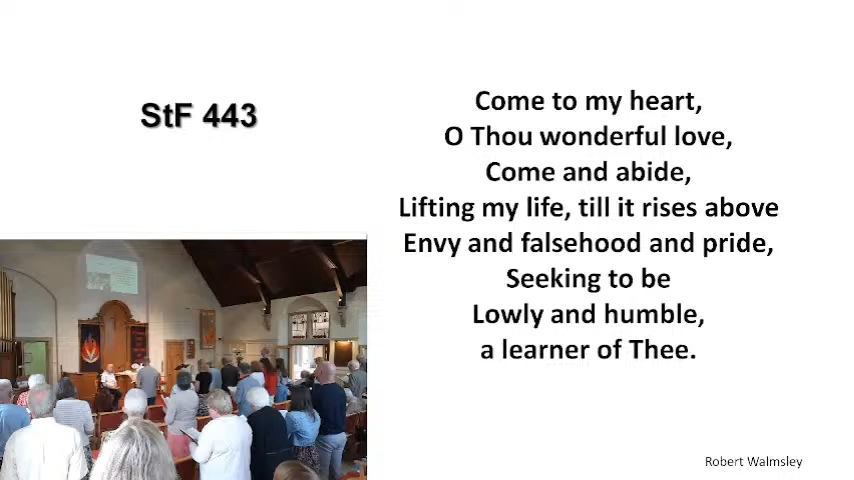 StF 443
Come to my heart,
O Thou wonderful love,
Come and abide,
Lifting my life, till it rises above
Envy and falsehood and pride,
Seeking to be
Lowly and humble,
a learner of Thee.
Robert Walmsley